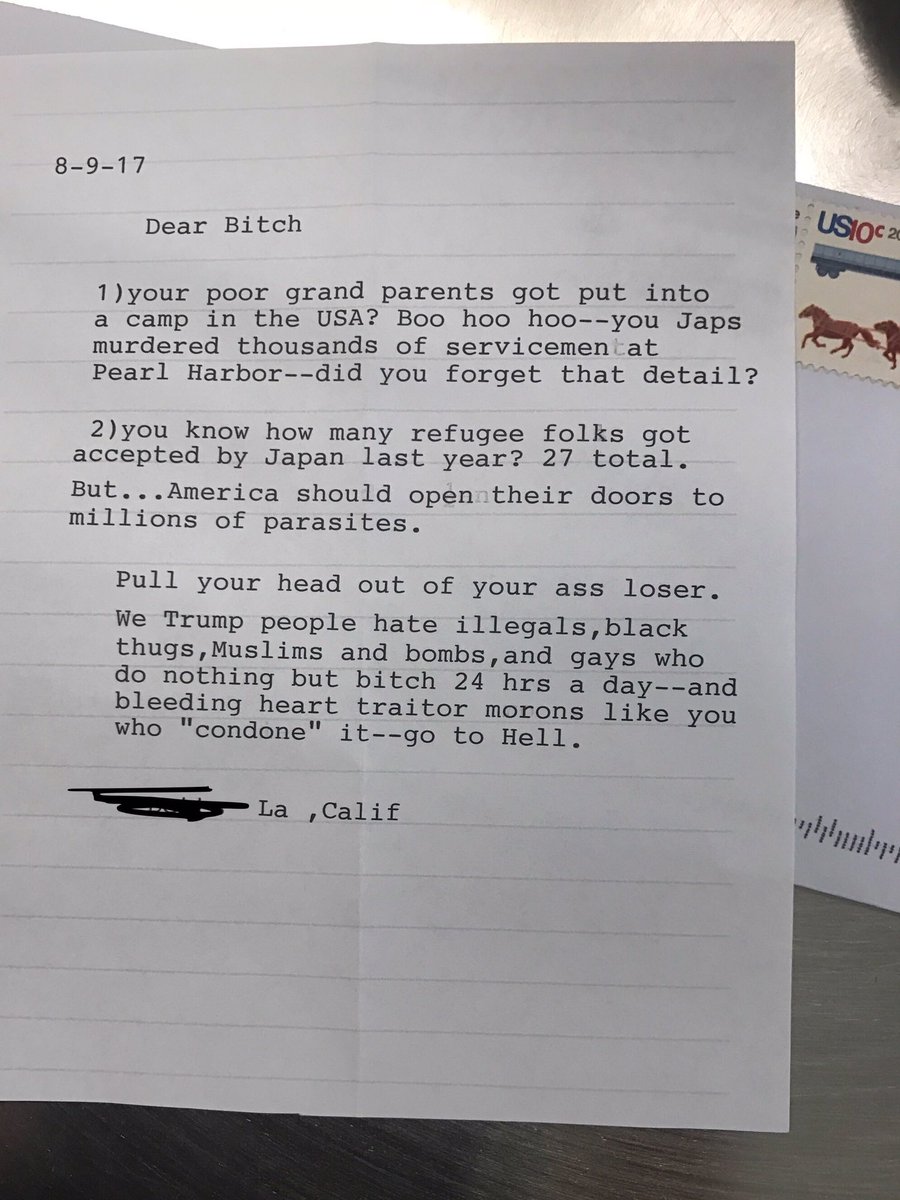 8-9-17
Dear Bitch
1)your poor grand parents got put into
a camp in the USA? Boo hoo hoo--you Japs
murdered thousands of servicemen at
Pearl Harbor--did you forget that detail?
2)you know how many refugee folks got
accepted by Japan last year? 27 total.
But...America should open their doors to
millions of parasites.
Pull your head out of your ass loser.
We Trump people hate illegals,black
thugs,Muslims and bombs,and gays who
do nothing but bitch 24 hrs a day--and
bleeding heart traitor morons like you
who "condone" it--go to Hell.
La ,Calif
US10c